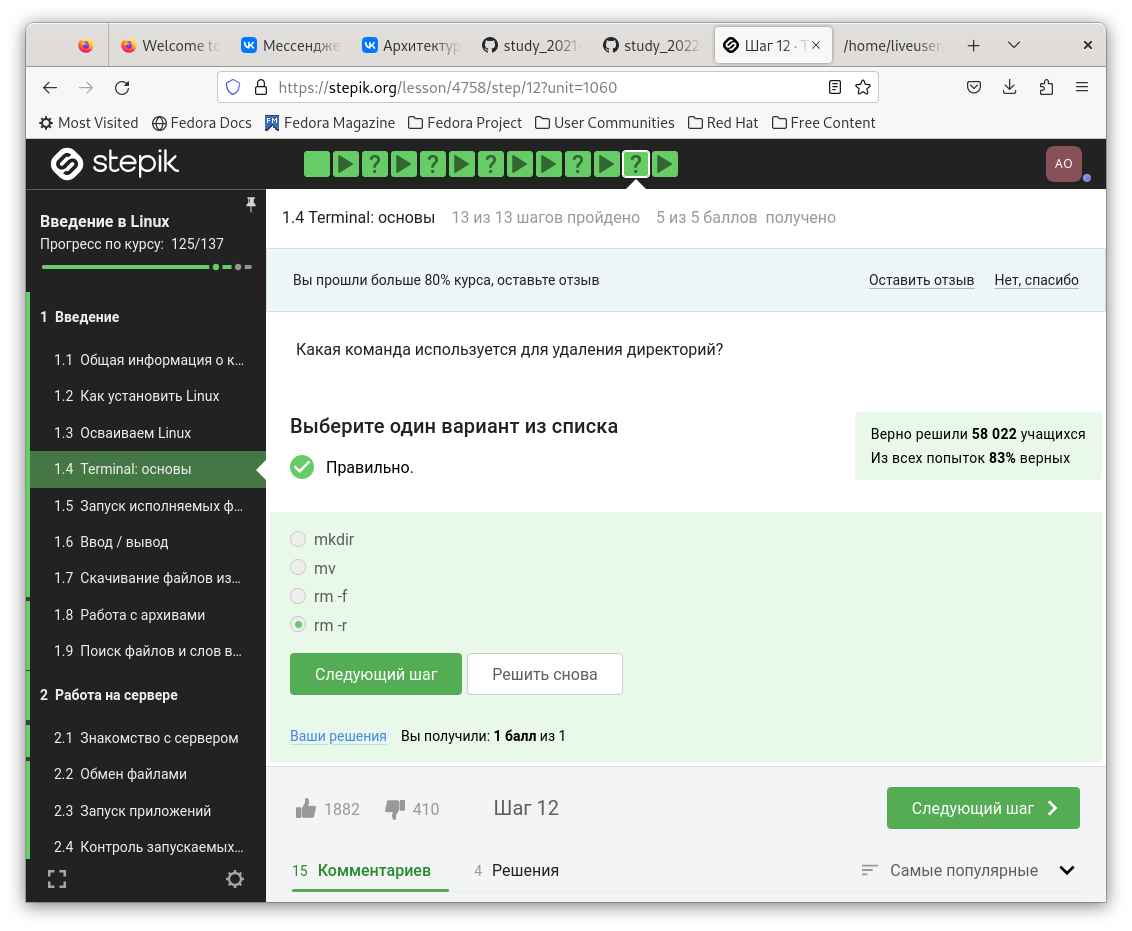 Welcome to
Мессендже
Архитектур
study_2021-
study_2022
Шаг 12 · T
/home/liveuser
https://stepik.org/lesson/4758/step/12?unit=1060
Most Visited
Fedora Docs
Fedora Magazine
Fedora Project
User Communities
Red Hat
Free Content
stepik
AO
Введение в Linux
Прогресс по курсу: 125/137
1 Введение
1.1 Общая информация о к...
1.2 Как установить Linux
1.3 Осваиваем Linux
1.4 Terminal: основы
1.5 Запуск исполняемых ф...
1.6 Ввод / вывод
1.7 Скачивание файлов из...
1.8 Работа с архивами
1.9 Поиск файлов и слов в...
2 Работа на сервере
2.1 Знакомство с сервером
2.2 Обмен файлами
2.3 Запуск приложений
2.4 Контроль запускаемых...
1.4 Terminal: основы 13 из 13 шагов пройдено 5 из 5 баллов получено
Вы прошли больше 80% курса, оставьте отзыв
Оставить отзыв
Нет, спасибо
Какая команда используется для удаления директорий?
Выберите один вариант из списка
Правильно.
Верно решили 58 022 учащихся
Из всех попыток 83% верных
mkdir
mv
rm -f
rm -r
Следующий шаг
Решить снова
Ваши решения
Вы получили: 1 балл из 1
1882
410
Шаг 12
Следующий шаг
15 Комментариев
4 Решения
Самые популярные